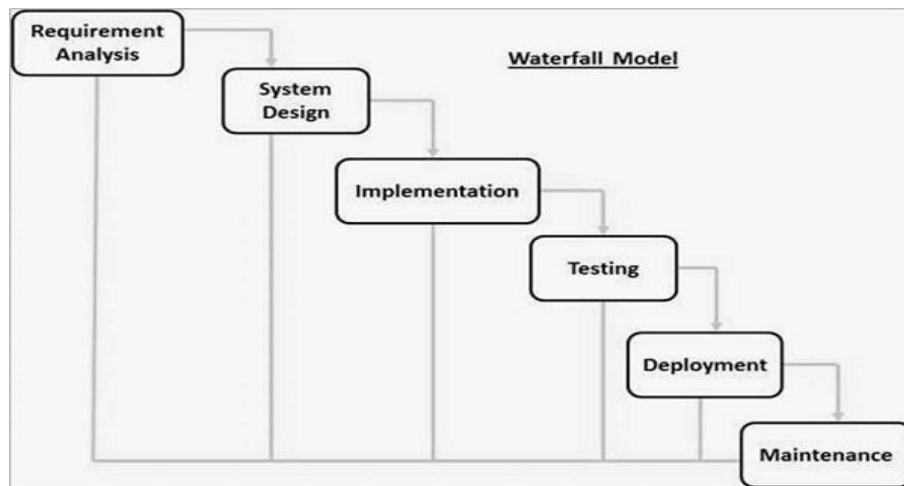 Requirement
Analysis
Waterfall Model
System
Design
Implementation
Testing
Deployment
Maintenance